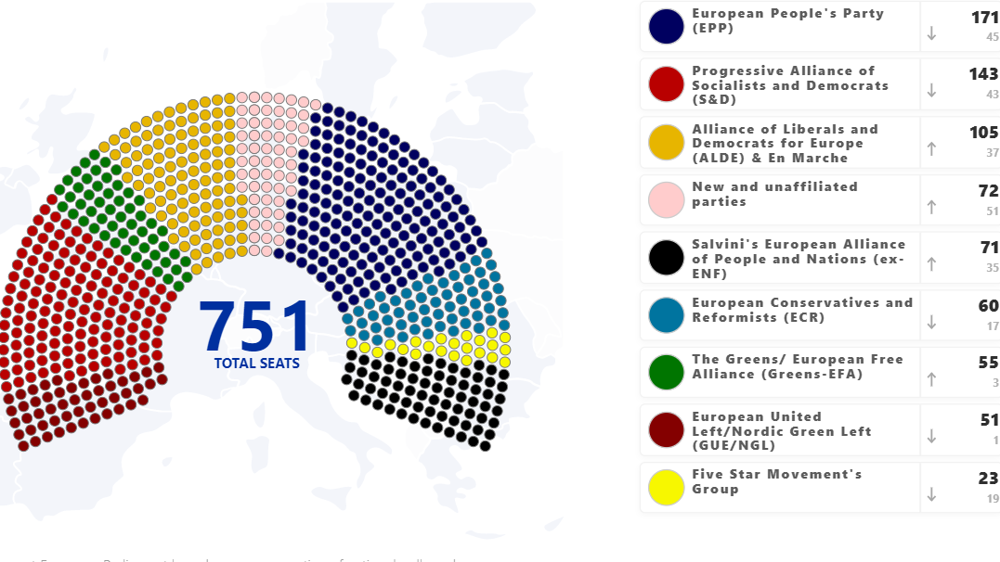 European People's Party
(EPP)
↓
171
45
Progressive Alliance of
Socialists and Democrats
(S&D)
↓
143
43
Alliance of Liberals and
Democrats for Europe
(ALDE) & En Marche
↑
105
37
New and unaffiliated
parties
↑
72
51
Salvini's European Alliance
of People and Nations (ex-
ENF)
↑
71
35
European Conservatives and
Reformists (ECR)
↓
60
17
The Greens/ European Free
Alliance (Greens-EFA)
↑
55
3
European United
Left/Nordic Green Left
(GUE/NGL)
↓
51
1
Five Star Movement's
Group
↓
23
19
751
TOTAL SEATS